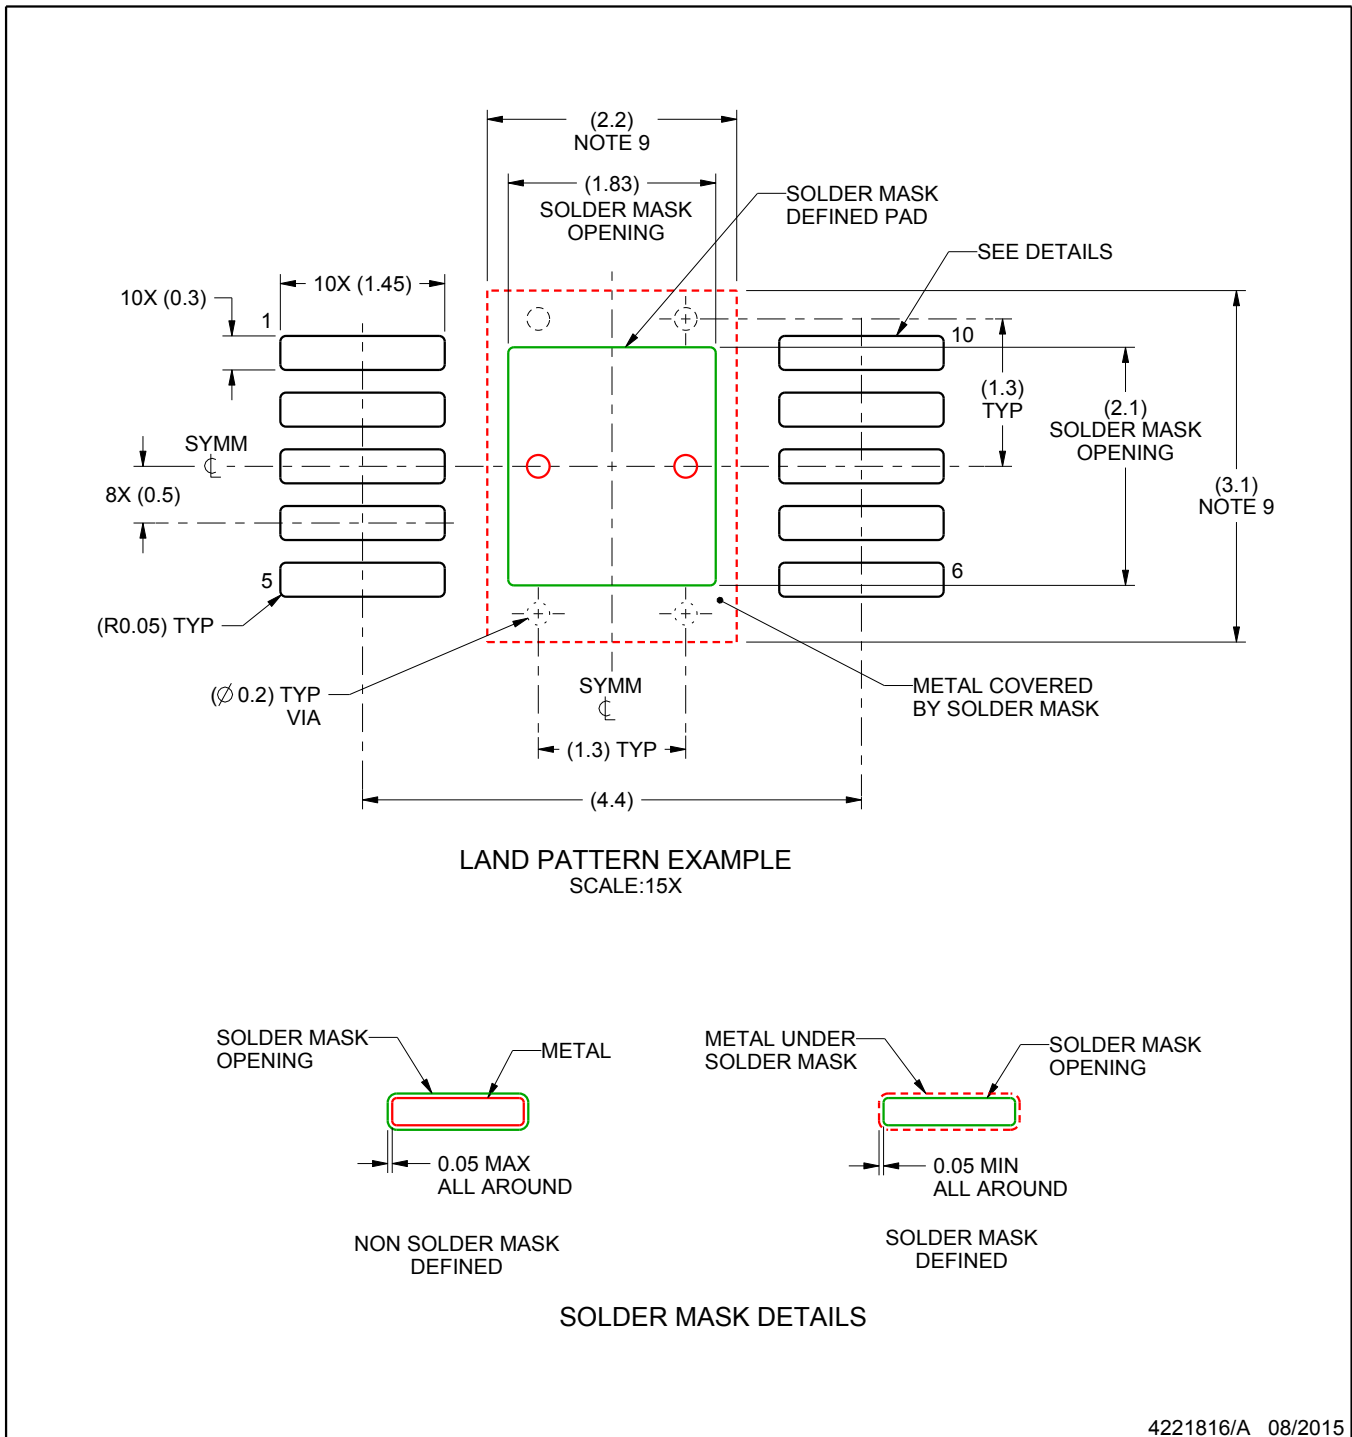 (2.2)
NOTE 9
(1.83)
SOLDER MASK
OPENING
SOLDER MASK
DEFINED PAD
SEE DETAILS
10X (1.45)
10X (0.3)
1
10
(1.3)
TYP
(2.1)
SOLDER MASK
OPENING
SYMM
℄
8X (0.5)
(3.1)
NOTE 9
5
6
(R0.05) TYP
(∅ 0.2) TYP
VIA
SYMM
℄
METAL COVERED
BY SOLDER MASK
(1.3) TYP
(4.4)
LAND PATTERN EXAMPLE
SCALE:15X
SOLDER MASK
OPENING
METAL
0.05 MAX
ALL AROUND
NON SOLDER MASK
DEFINED
METAL UNDER
SOLDER MASK
SOLDER MASK
OPENING
0.05 MIN
ALL AROUND
SOLDER MASK
DEFINED
SOLDER MASK DETAILS
4221816/A 08/2015